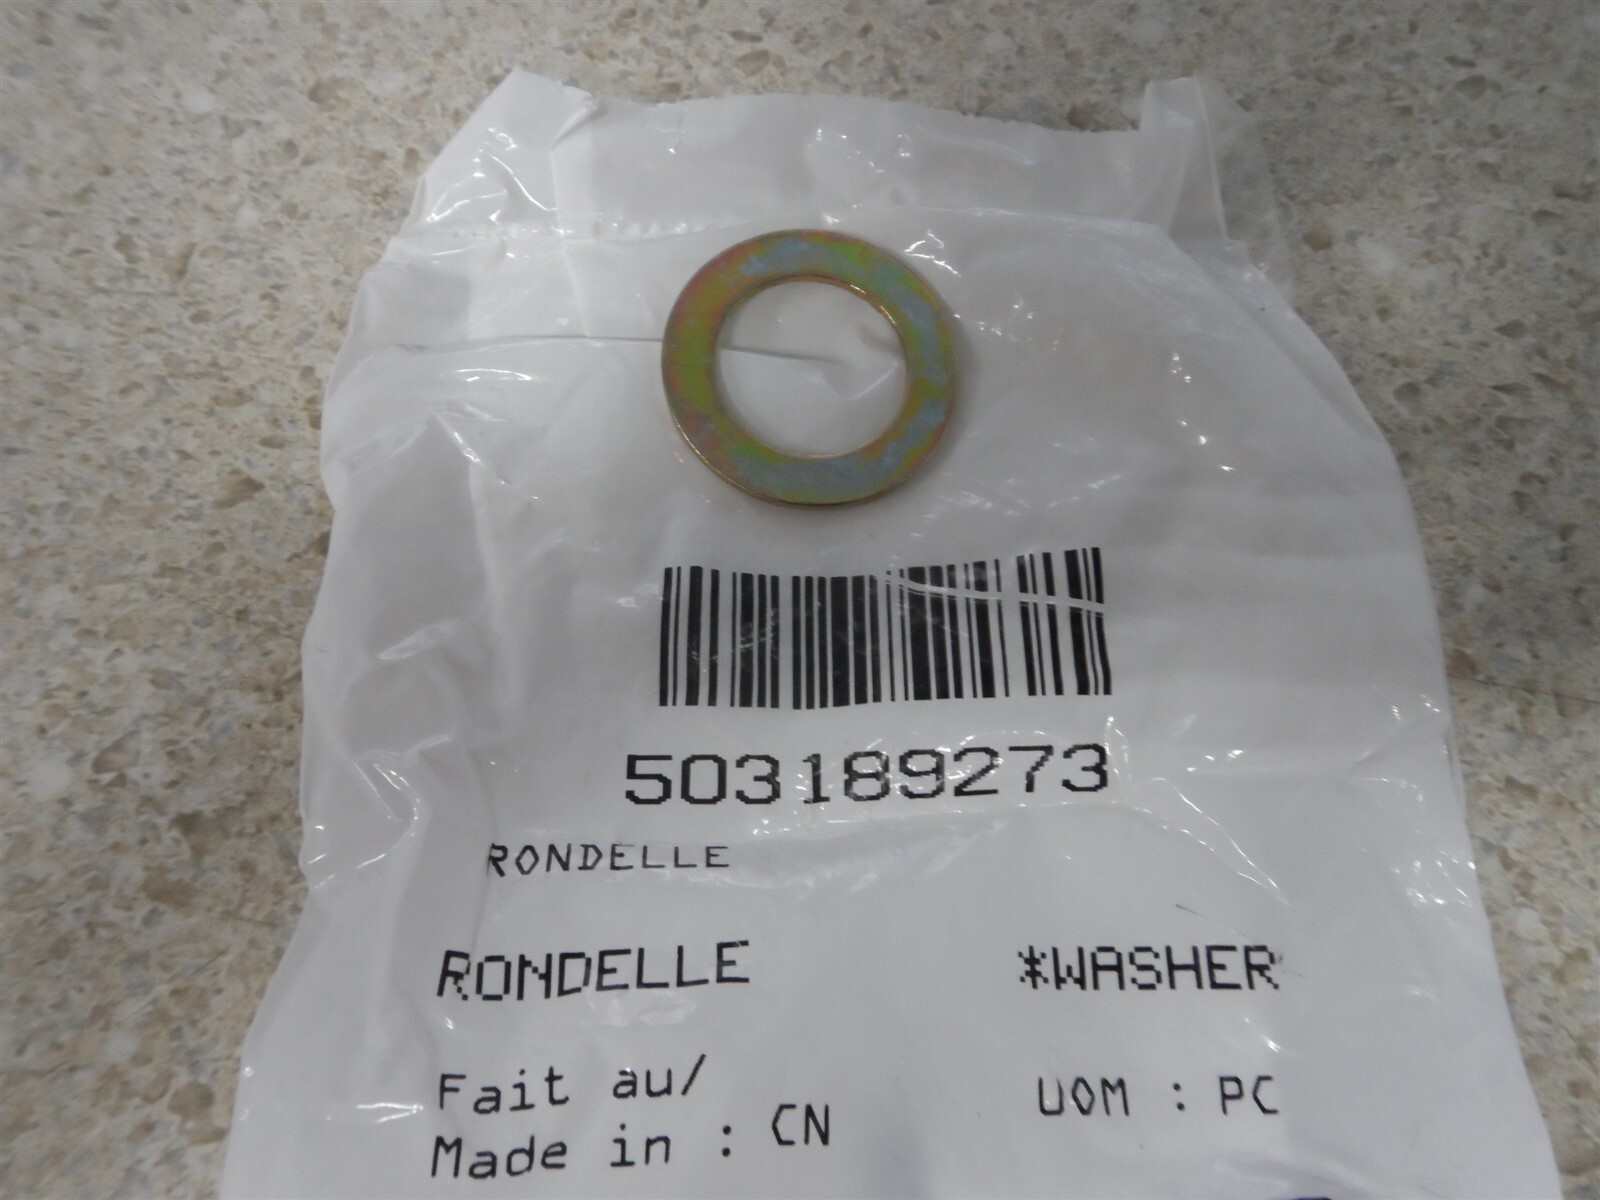 503189273
RONDELLE
RONDELLE *WASHER
Fait au/
Made in : CN UOM : PC